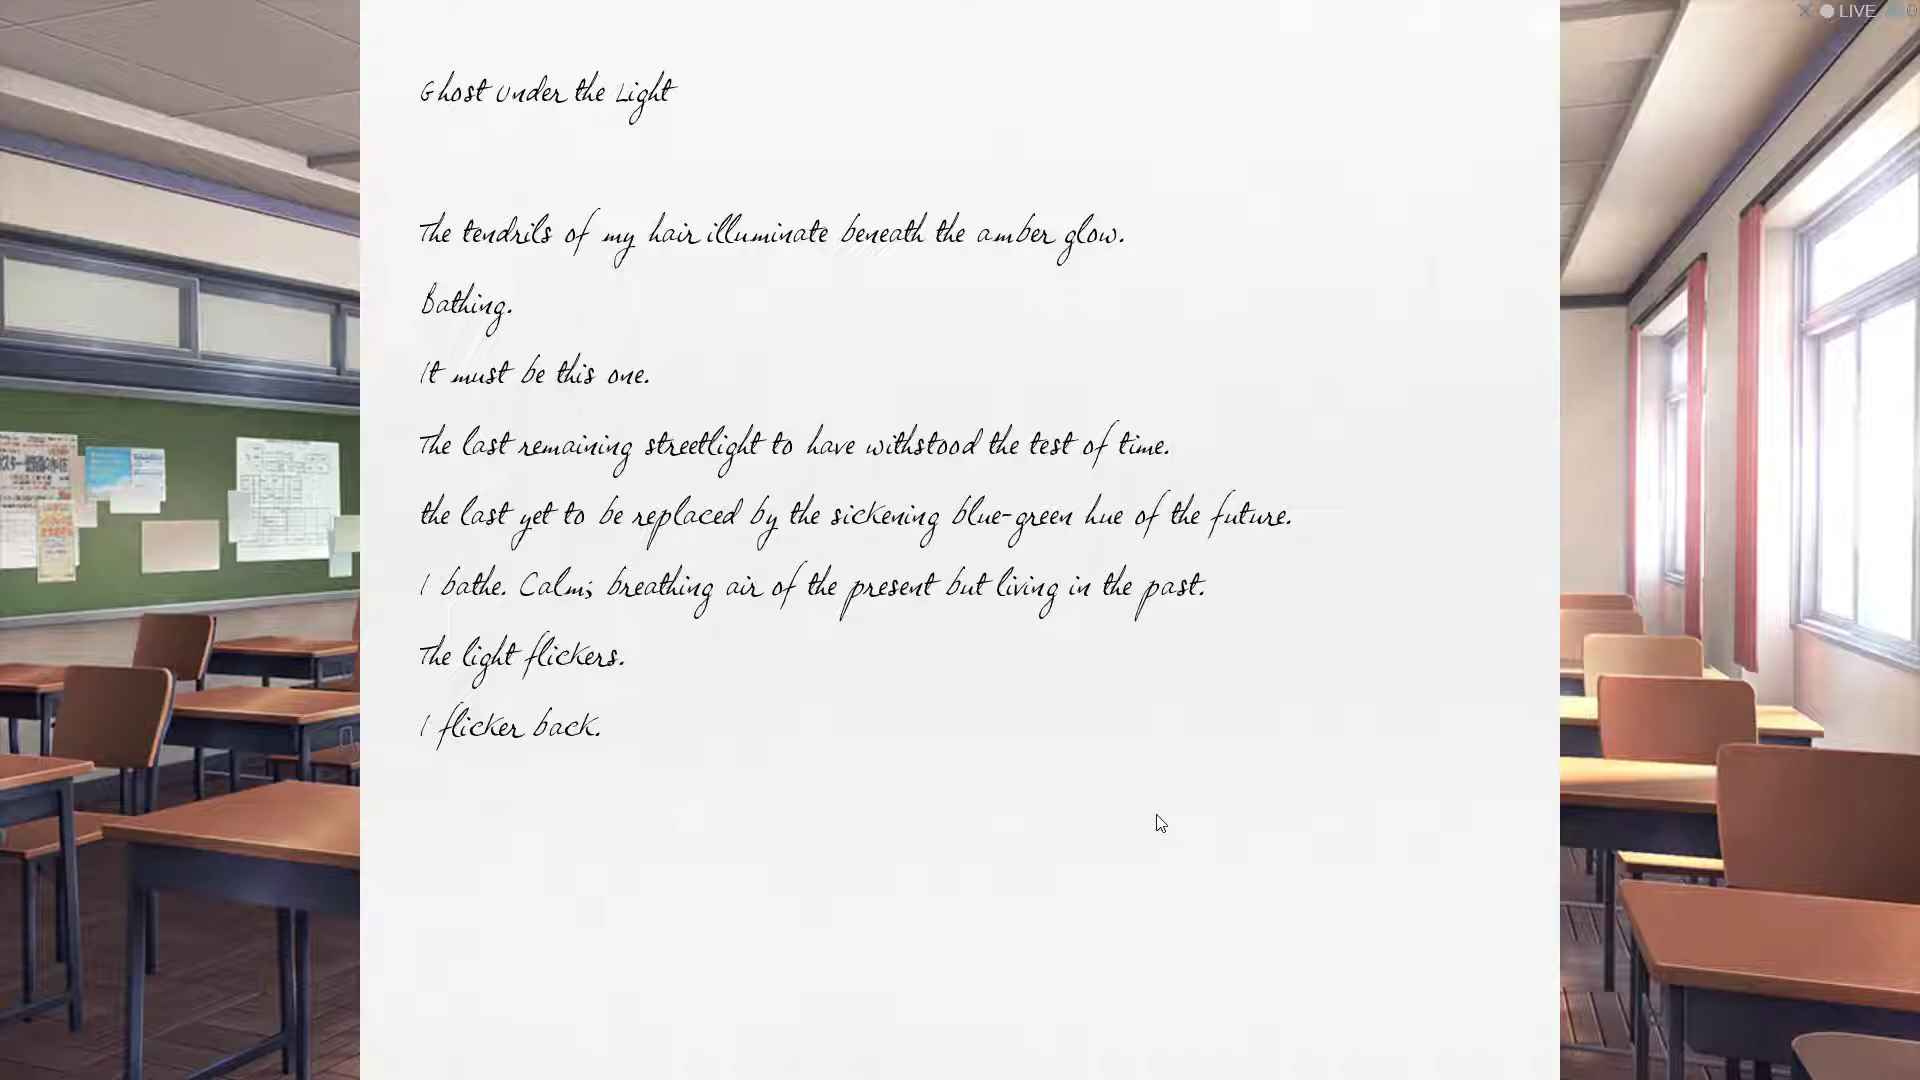 LIVE
Ghost Under the Light
The tendrils of my hair illuminate beneath the amber glow.
Bathing.
It must be this one.
The last remaining streetlight to have withstood the test of time.
the last yet to be replaced by the sickening blue-green hue of the future.
I bathe. Calm; breathing air of the present but living in the past.
The light flickers.
I flicker back.